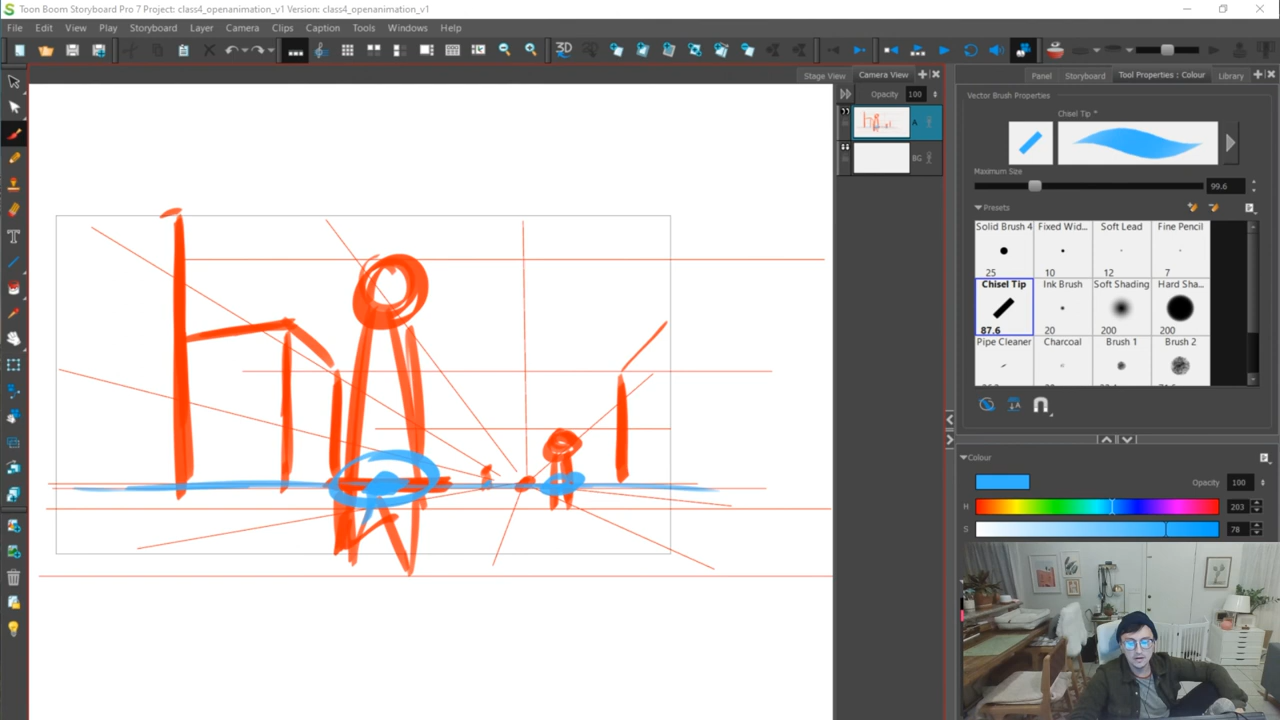 Toon Boom Storyboard Pro 7 Project: class4_openanimation_v1 Version: class4_openanimation_v1
File Edit View Play Storyboard Layer Camera Clips Caption Tools Windows Help
3D
Stage View Camera View
Panel Storyboard Tool Properties : Colour Library
Opacity 100
A
BG
Vector Brush Properties
Chisel Tip *
Maximum Size
99.6
Presets
Solid Brush 4 Fixed Wid... Soft Lead Fine Pencil
25 10 12 7
Chisel Tip Ink Brush Soft Shading Hard Sha...
87.6 20 200 200
Pipe Cleaner Charcoal Brush 1 Brush 2
Colour
Opacity 100
H 203
S 78